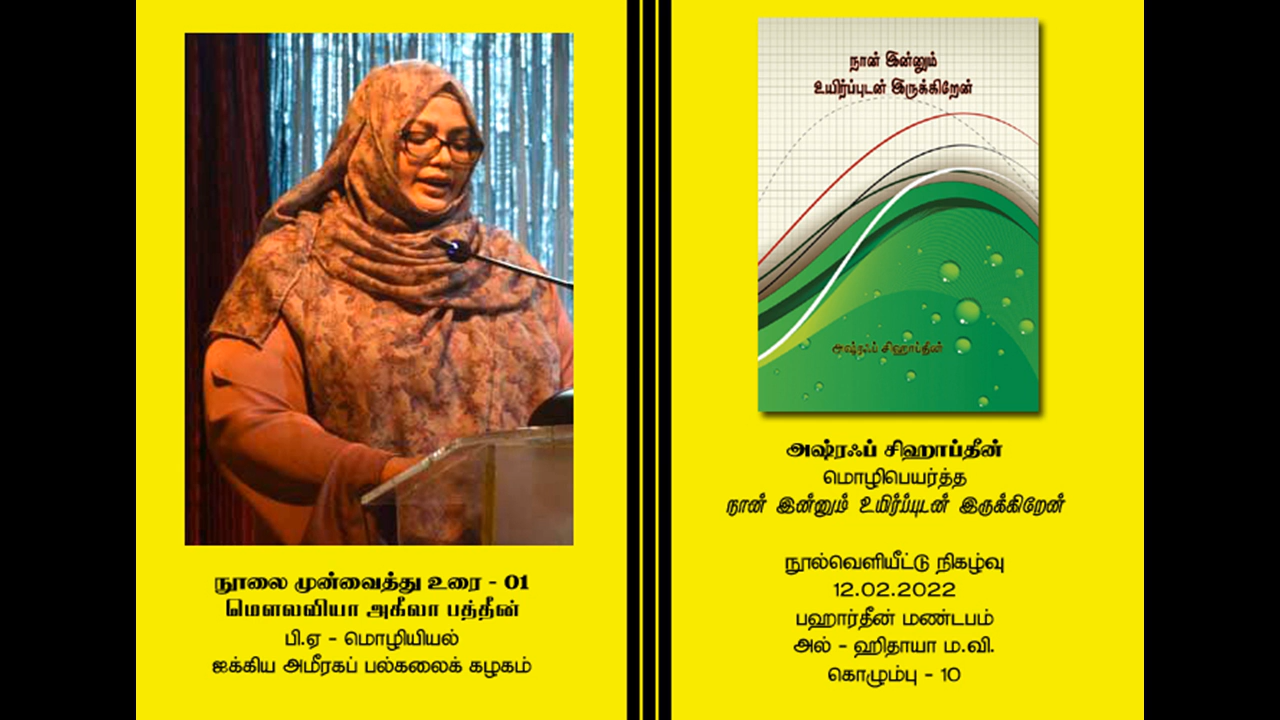 நூலை முன்வைத்து உரை - 01
மௌலவியா அகீலா பத்தீன்
பி.ஏ - மொழியியல்
ஐக்கிய அமீரகப் பல்கலைக் கழகம்
நான் இன்னும்
உயிர்ப்புடன் இருக்கிறேன்
அஷ்ரஃப் சிஹாப்தீன்
அஷ்ரஃப் சிஹாப்தீன்
மொழிபெயர்த்த
நான் இன்னும் உயிர்ப்புடன் இருக்கிறேன்
நூல்வெளியீட்டு நிகழ்வு
12.02.2022
பஹார்தீன் மண்டபம்
அல் - ஹிதாயா ம.வி.
கொழும்பு - 10